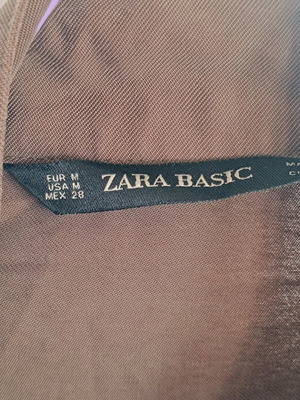 EUR M
USA M
MEX 28
ZARA BASIC